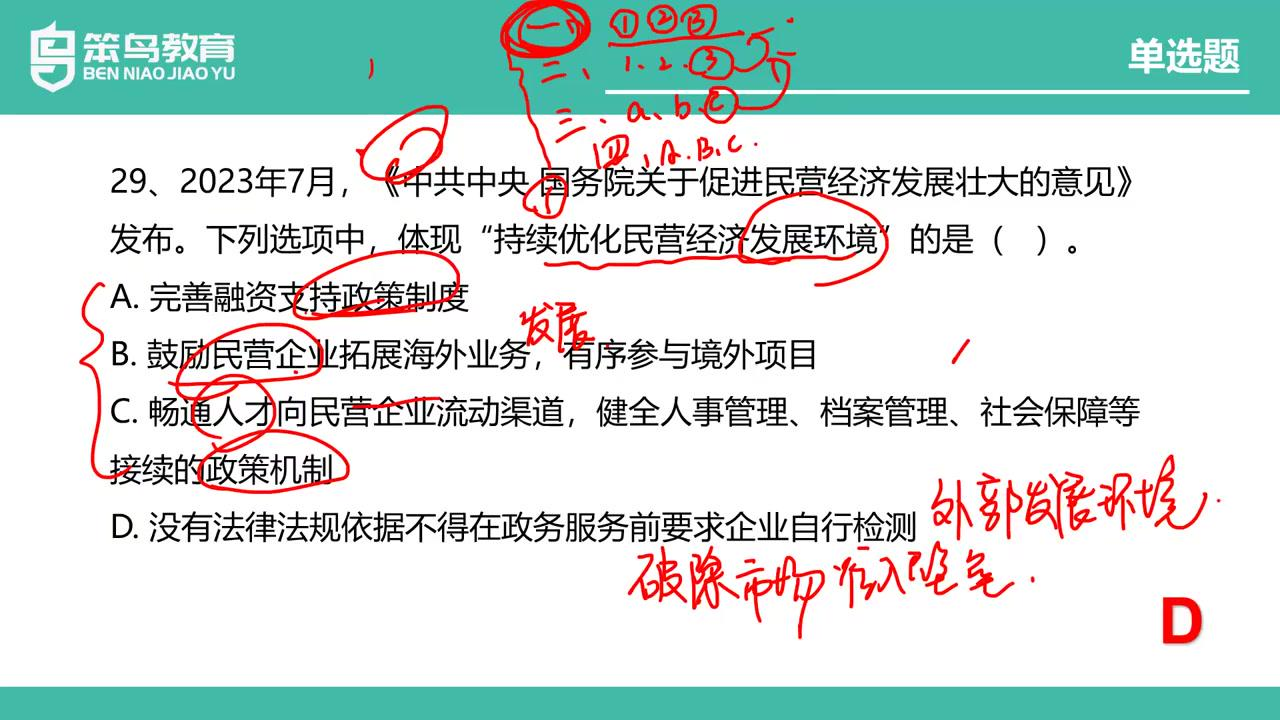 笨鸟教育
BEN NIAO JIAO YU
单选题
一 ① ② ③
二、1、2、③
三、a、b、c
四、A、B、C.
29、2023年7月，《中共中央 国务院关于促进民营经济发展壮大的意见》
发布。下列选项中，体现“持续优化民营经济发展环境”的是（ ）。
A. 完善融资支持政策制度
发展.
B. 鼓励民营企业拓展海外业务，有序参与境外项目
C. 畅通人才向民营企业流动渠道，健全人事管理、档案管理、社会保障等
接续的政策机制
D. 没有法律法规依据不得在政务服务前要求企业自行检测
外部发展环境.
破除市场准入壁垒.
D